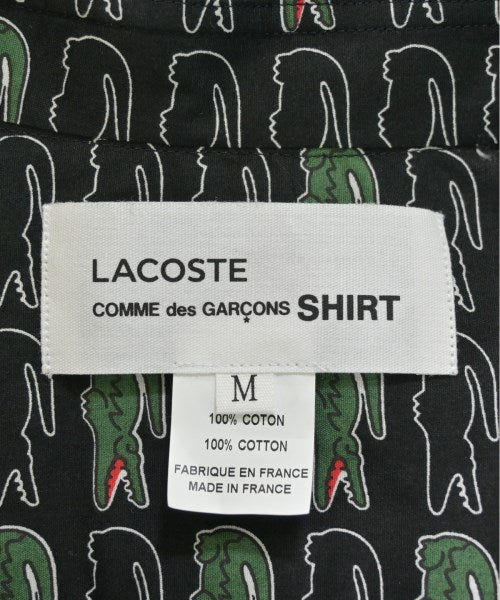 LACOSTE
COMME des GARÇONS SHIRT
M
100% COTON
100% COTTON
FABRIQUE EN FRANCE
MADE IN FRANCE